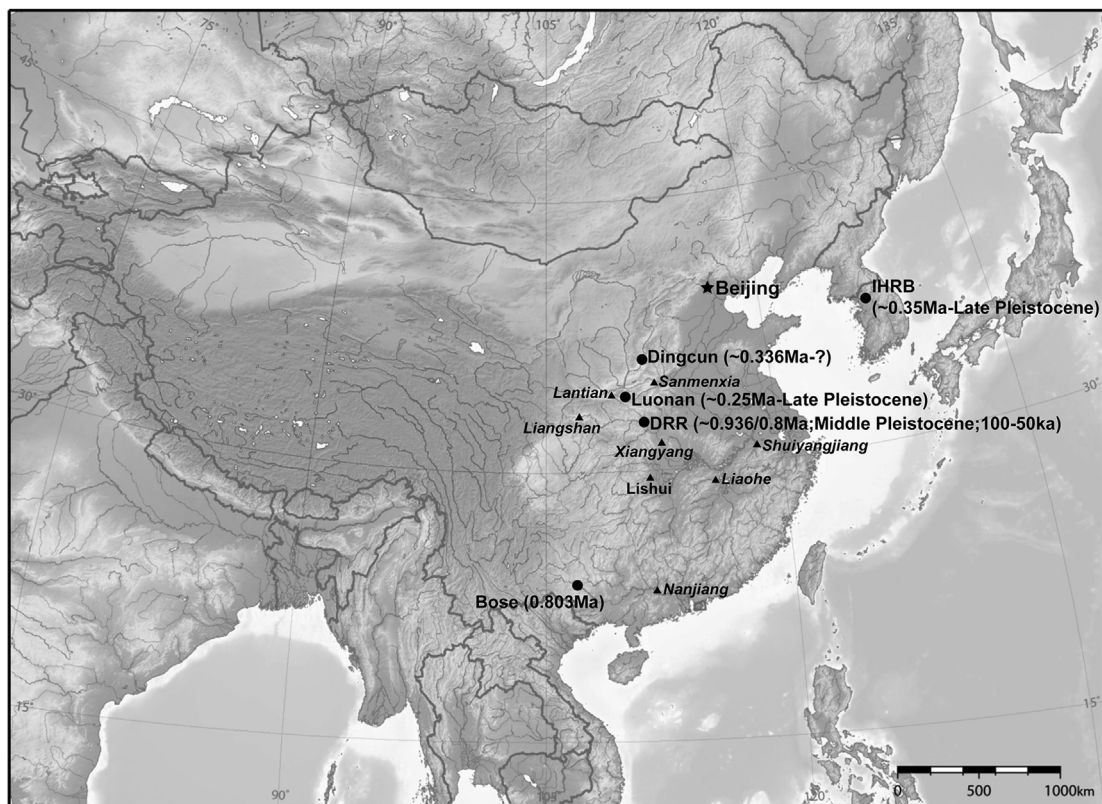 75°
90°
105°
120°
135°
45°
45°
Beijing
IHRB
(~0.35Ma-Late Pleistocene)
Dingcun (~0.336Ma-?)
Sanmenxia
Lantian
Luonan (~0.25Ma-Late Pleistocene)
Liangshan
DRR (~0.936/0.8Ma;Middle Pleistocene;100-50ka)
Xiangyang
Shuiyangjiang
Lishui
Liaohe
30°
30°
Bose (0.803Ma)
Nanjiang
15°
15°
90°
105°
120°
0 500 1000km